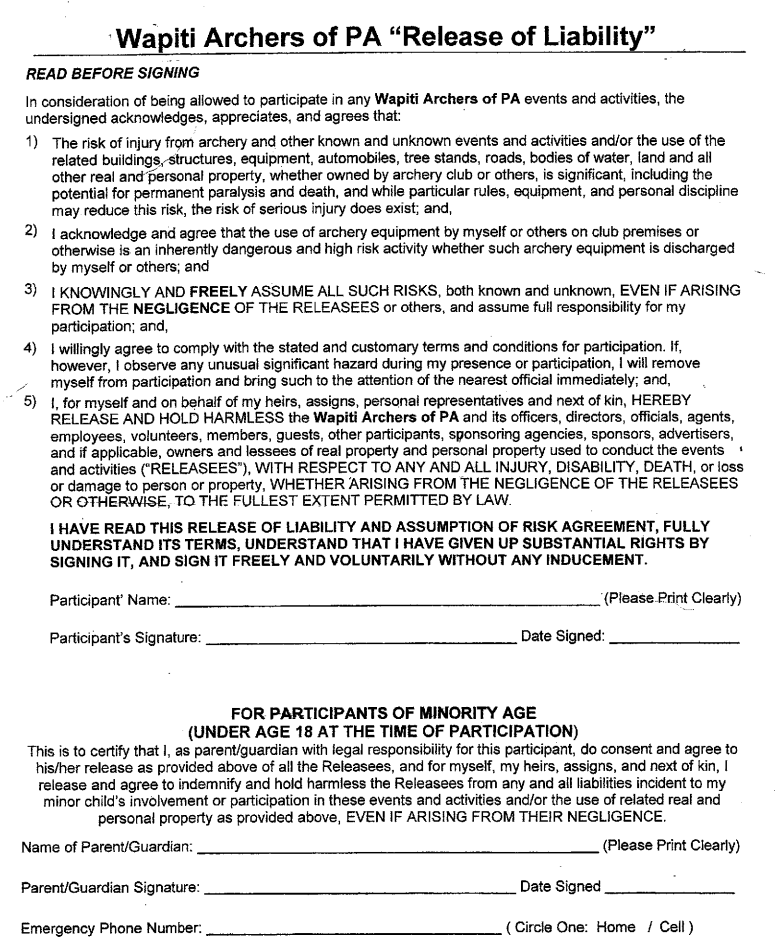 Wapiti Archers of PA “Release of Liability”
READ BEFORE SIGNING
In consideration of being allowed to participate in any Wapiti Archers of PA events and activities, the
undersigned acknowledges, appreciates, and agrees that:
1) The risk of injury from archery and other known and unknown events and activities and/or the use of the
related buildings, structures, equipment, automobiles, tree stands, roads, bodies of water, land and all
other real and personal property, whether owned by archery club or others, is significant, including the
potential for permanent paralysis and death, and while particular rules, equipment, and personal discipline
may reduce this risk, the risk of serious injury does exist; and,
2) I acknowledge and agree that the use of archery equipment by myself or others on club premises or
otherwise is an inherently dangerous and high risk activity whether such archery equipment is discharged
by myself or others; and
3) I KNOWINGLY AND FREELY ASSUME ALL SUCH RISKS, both known and unknown, EVEN IF ARISING
FROM THE NEGLIGENCE OF THE RELEASEES or others, and assume full responsibility for my
participation; and,
4) I willingly agree to comply with the stated and customary terms and conditions for participation. If,
however, I observe any unusual significant hazard during my presence or participation, I will remove
myself from participation and bring such to the attention of the nearest official immediately; and,
5) I, for myself and on behalf of my heirs, assigns, personal representatives and next of kin, HEREBY
RELEASE AND HOLD HARMLESS the Wapiti Archers of PA and its officers, directors, officials, agents,
employees, volunteers, members, guests, other participants, sponsoring agencies, sponsors, advertisers,
and if applicable, owners and lessees of real property and personal property used to conduct the events
and activities (“RELEASEES”), WITH RESPECT TO ANY AND ALL INJURY, DISABILITY, DEATH, or loss
or damage to person or property, WHETHER ARISING FROM THE NEGLIGENCE OF THE RELEASEES
OR OTHERWISE, TO THE FULLEST EXTENT PERMITTED BY LAW.
I HAVE READ THIS RELEASE OF LIABILITY AND ASSUMPTION OF RISK AGREEMENT, FULLY
UNDERSTAND ITS TERMS, UNDERSTAND THAT I HAVE GIVEN UP SUBSTANTIAL RIGHTS BY
SIGNING IT, AND SIGN IT FREELY AND VOLUNTARILY WITHOUT ANY INDUCEMENT.
Participant' Name: (Please Print Clearly)
Participant's Signature: Date Signed:
FOR PARTICIPANTS OF MINORITY AGE
(UNDER AGE 18 AT THE TIME OF PARTICIPATION)
This is to certify that I, as parent/guardian with legal responsibility for this participant, do consent and agree to
his/her release as provided above of all the Releasees, and for myself, my heirs, assigns, and next of kin, I
release and agree to indemnify and hold harmless the Releasees from any and all liabilities incident to my
minor child's involvement or participation in these events and activities and/or the use of related real and
personal property as provided above, EVEN IF ARISING FROM THEIR NEGLIGENCE.
Name of Parent/Guardian: (Please Print Clearly)
Parent/Guardian Signature: Date Signed
Emergency Phone Number: ( Circle One: Home / Cell )